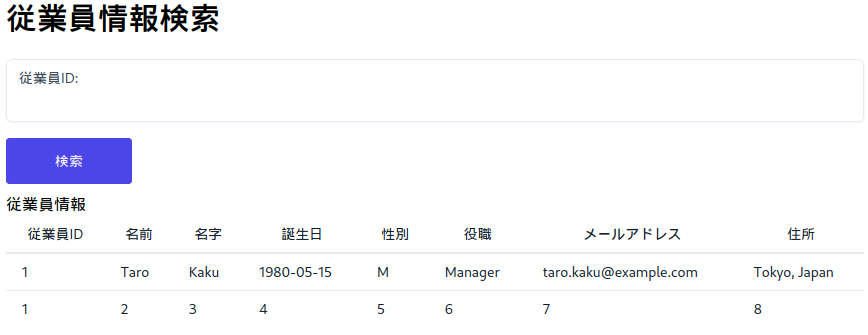 従業員情報検索
従業員ID:
検索
従業員情報
従業員ID 名前 名字 誕生日 性別 役職 メールアドレス 住所
1 Taro Kaku 1980-05-15 M Manager taro.kaku@example.com Tokyo, Japan
1 2 3 4 5 6 7 8